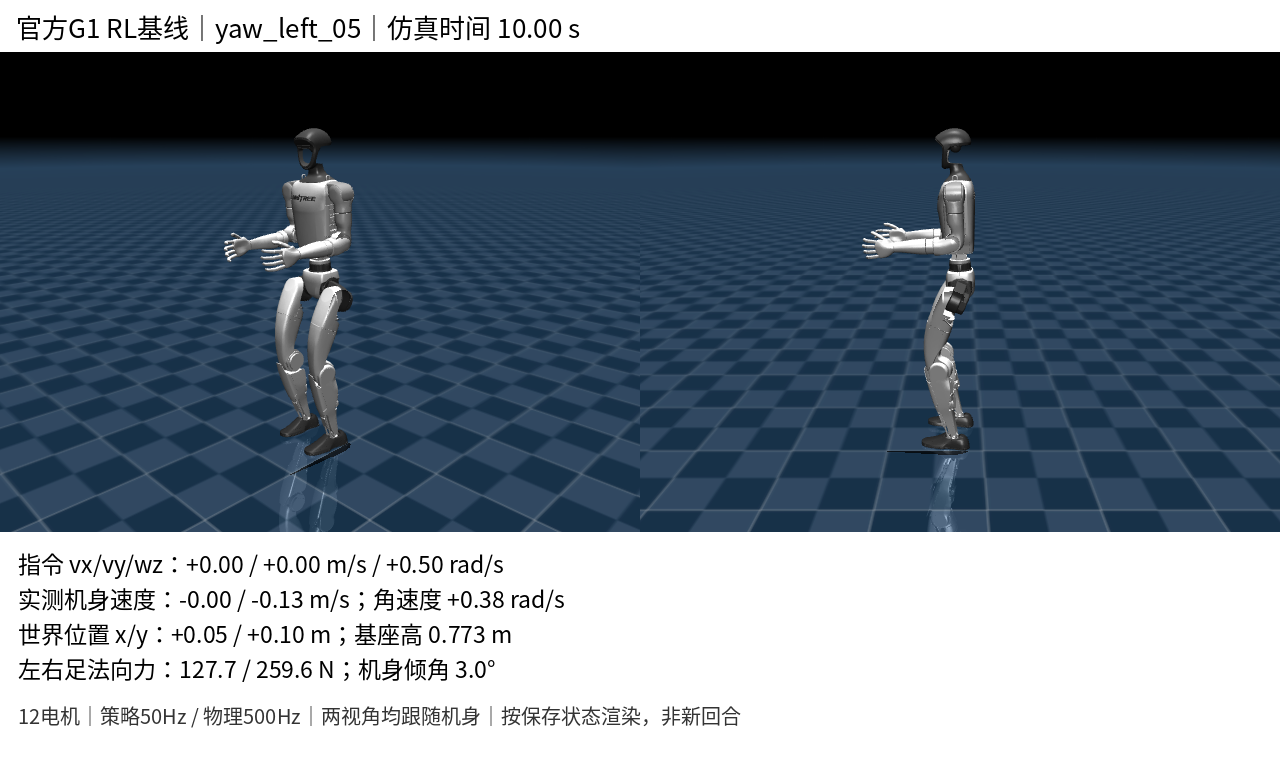 官方G1 RL基线｜yaw_left_05｜仿真时间 10.00 s
指令 vx/vy/wz：+0.00 / +0.00 m/s / +0.50 rad/s
实测机身速度：-0.00 / -0.13 m/s；角速度 +0.38 rad/s
世界位置 x/y：+0.05 / +0.10 m；基座高 0.773 m
左右足法向力：127.7 / 259.6 N；机身倾角 3.0°
12电机｜策略50Hz / 物理500Hz｜两视角均跟随机身｜按保存状态渲染，非新回合